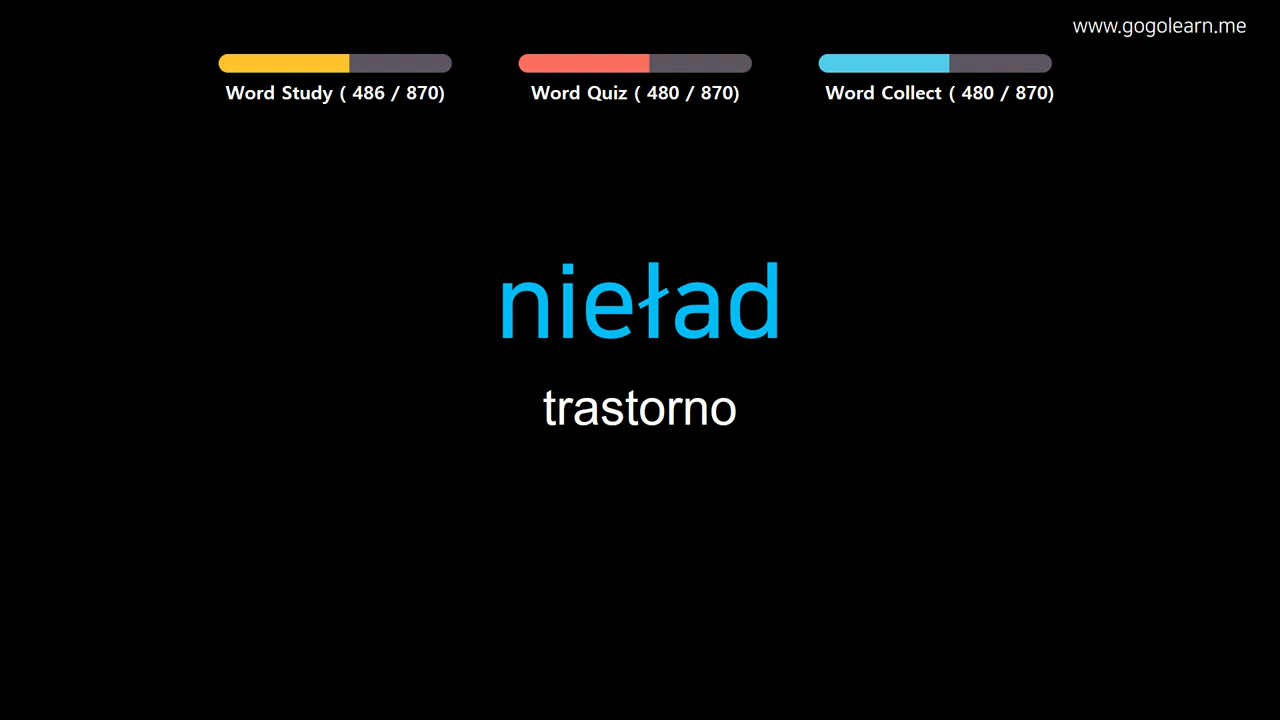 www.gogolearn.me
Word Study ( 486 / 870)
Word Quiz ( 480 / 870)
Word Collect ( 480 / 870)
nieład
trastorno